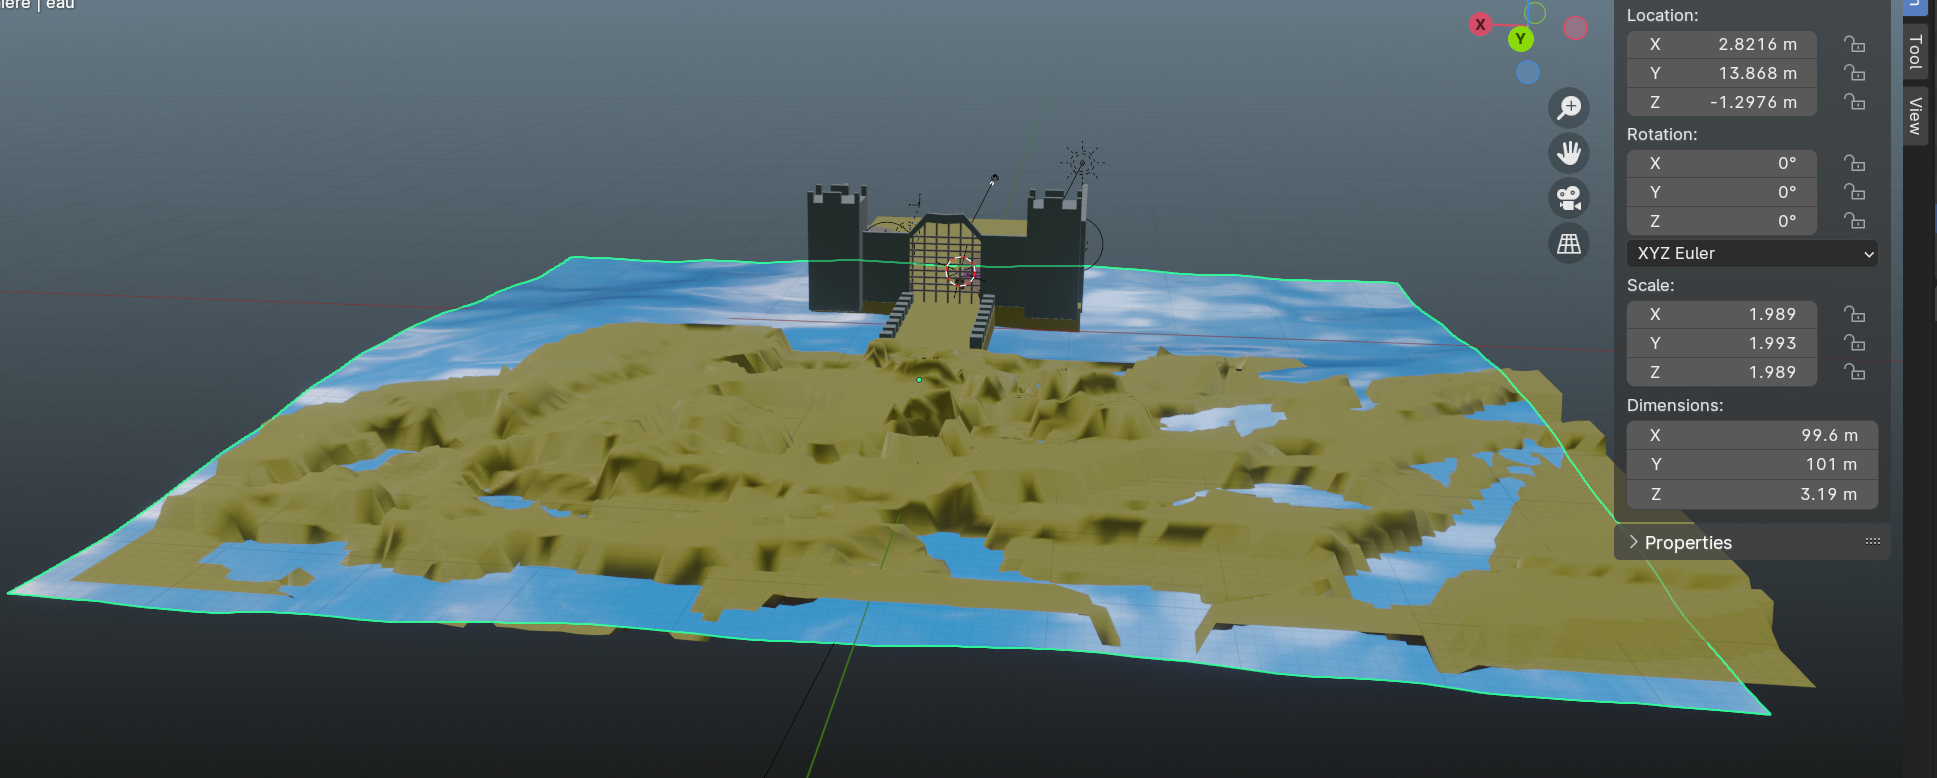 ière | eau
X
Y
Location:
X 2.8216 m
Y 13.868 m
Z -1.2976 m
Rotation:
X 0°
Y 0°
Z 0°
XYZ Euler
Scale:
X 1.989
Y 1.993
Z 1.989
Dimensions:
X 99.6 m
Y 101 m
Z 3.19 m
Properties
Tool
View